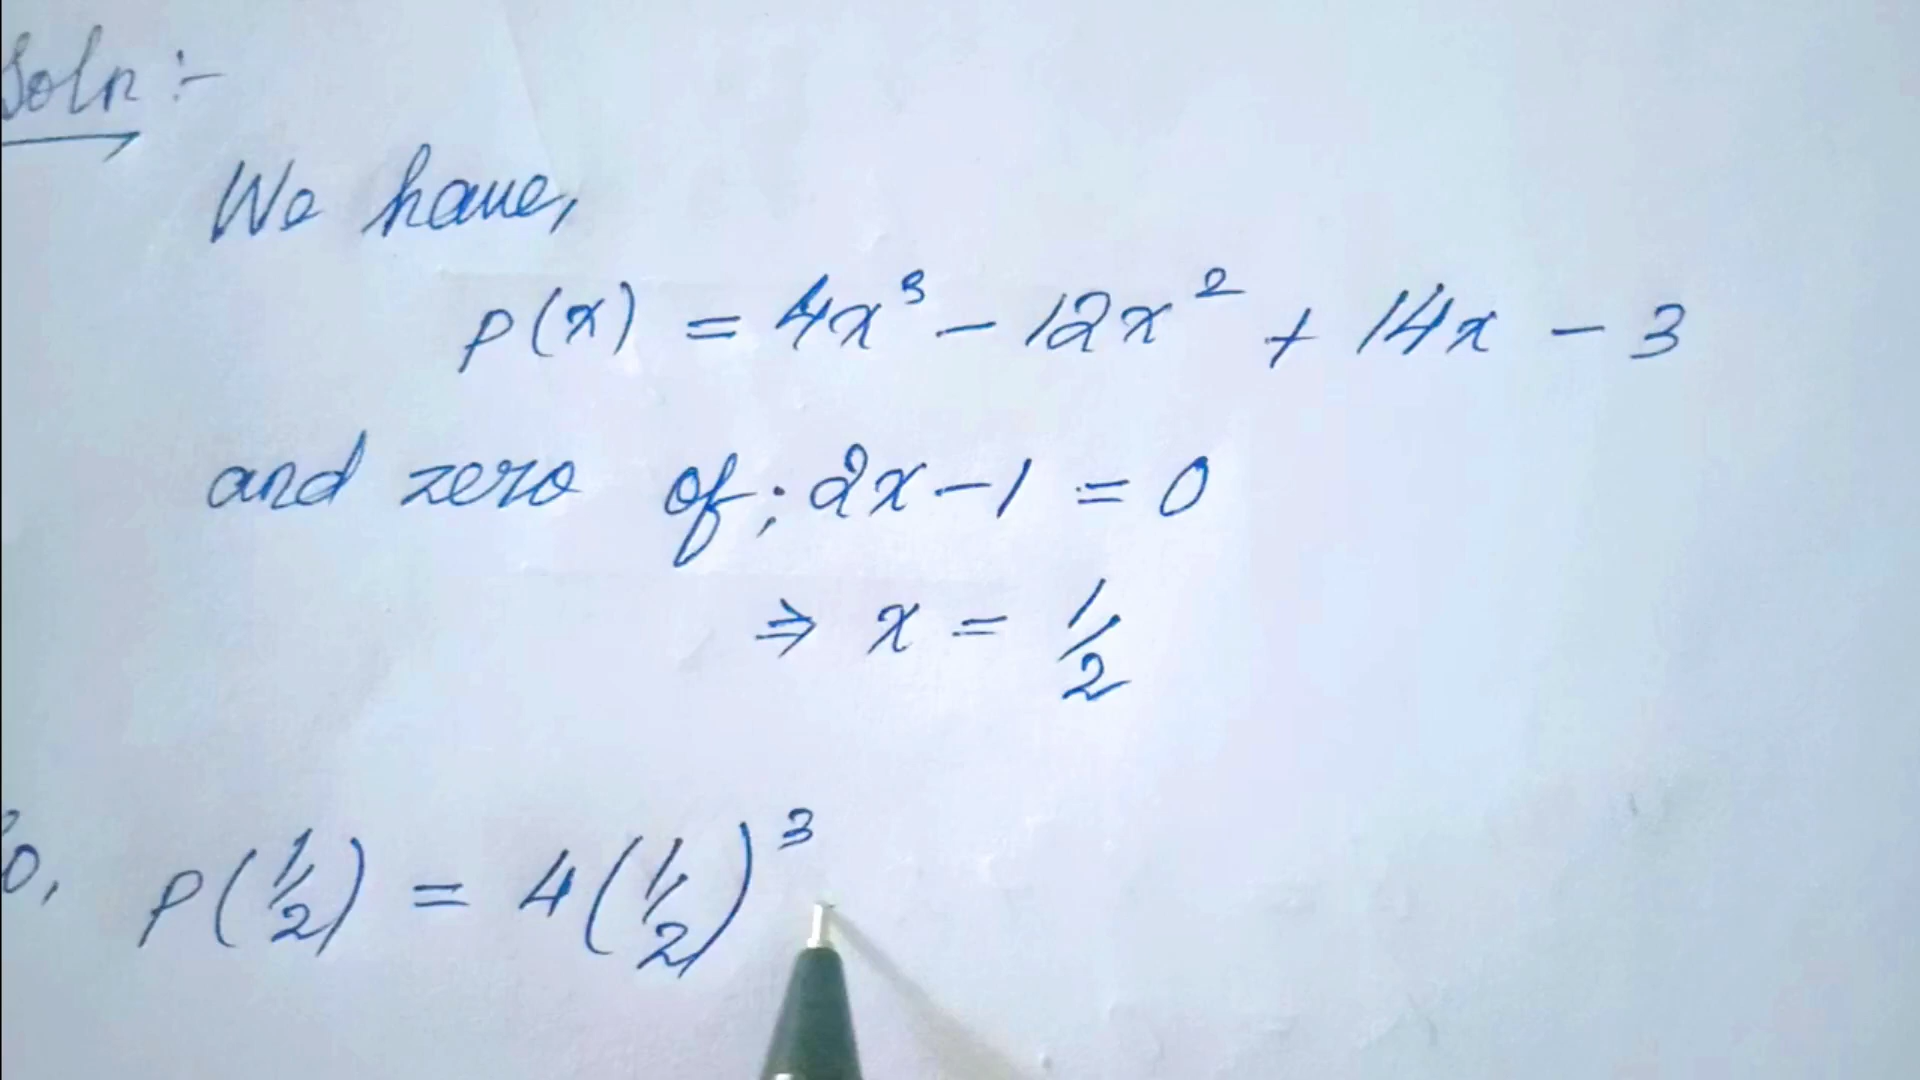 Soln :-
We have,
p(x) = 4x³ - 12x² + 14x - 3
and zero of; 2x - 1 = 0
⇒ x = 1/2
So, p(1/2) = 4(1/2)³